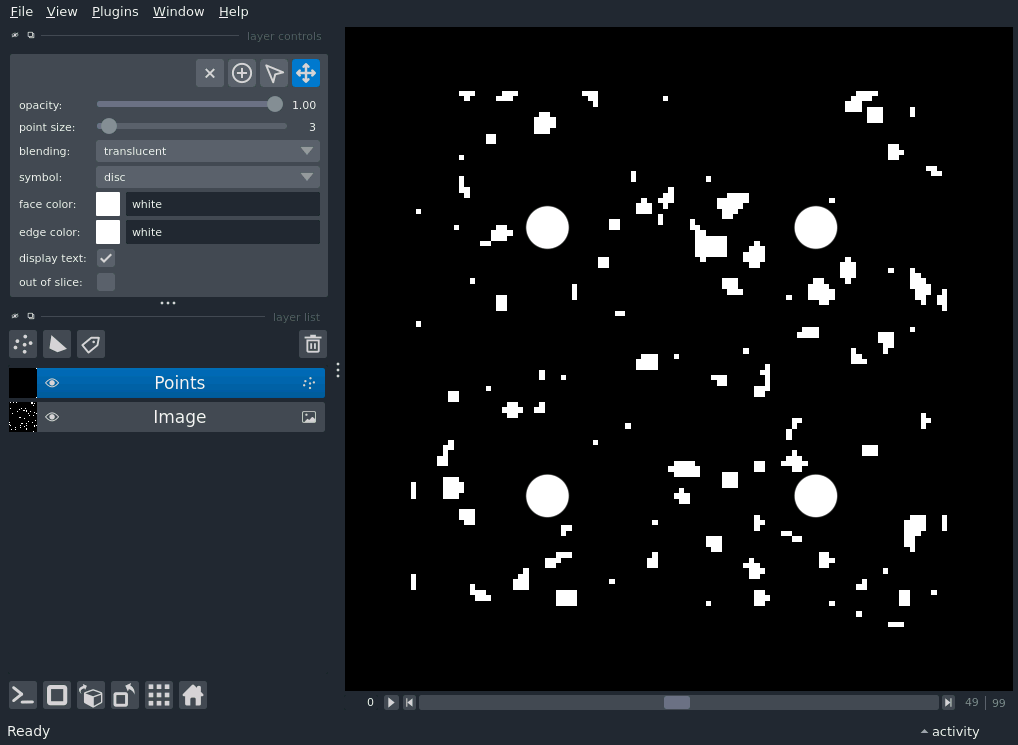 File View Plugins Window Help
layer controls
opacity: 1.00
point size: 3
blending: translucent
symbol: disc
face color: white
edge color: white
display text:
out of slice:
layer list
Points
Image
0 49 99
Ready activity